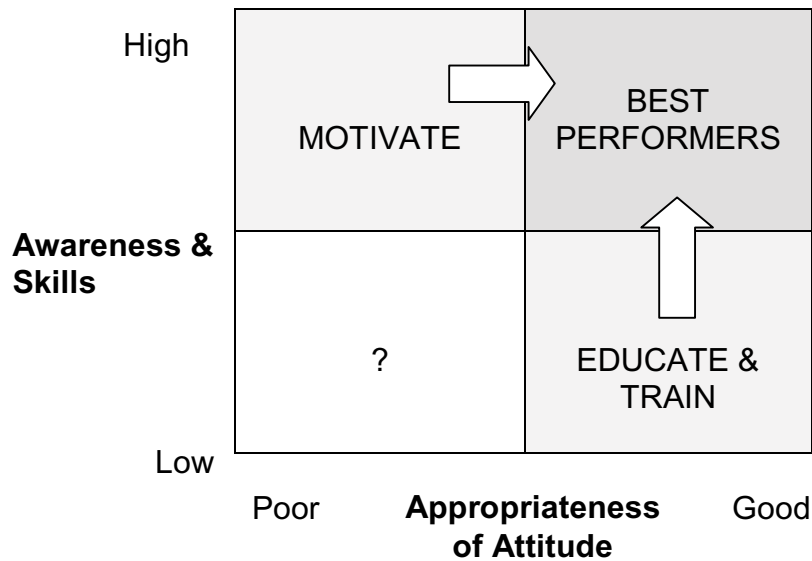 High
BEST
MOTIVATE
PERFORMERS
Awareness &
Skills
?
EDUCATE &
TRAIN
Low
Poor
Appropriateness
of Attitude
Good